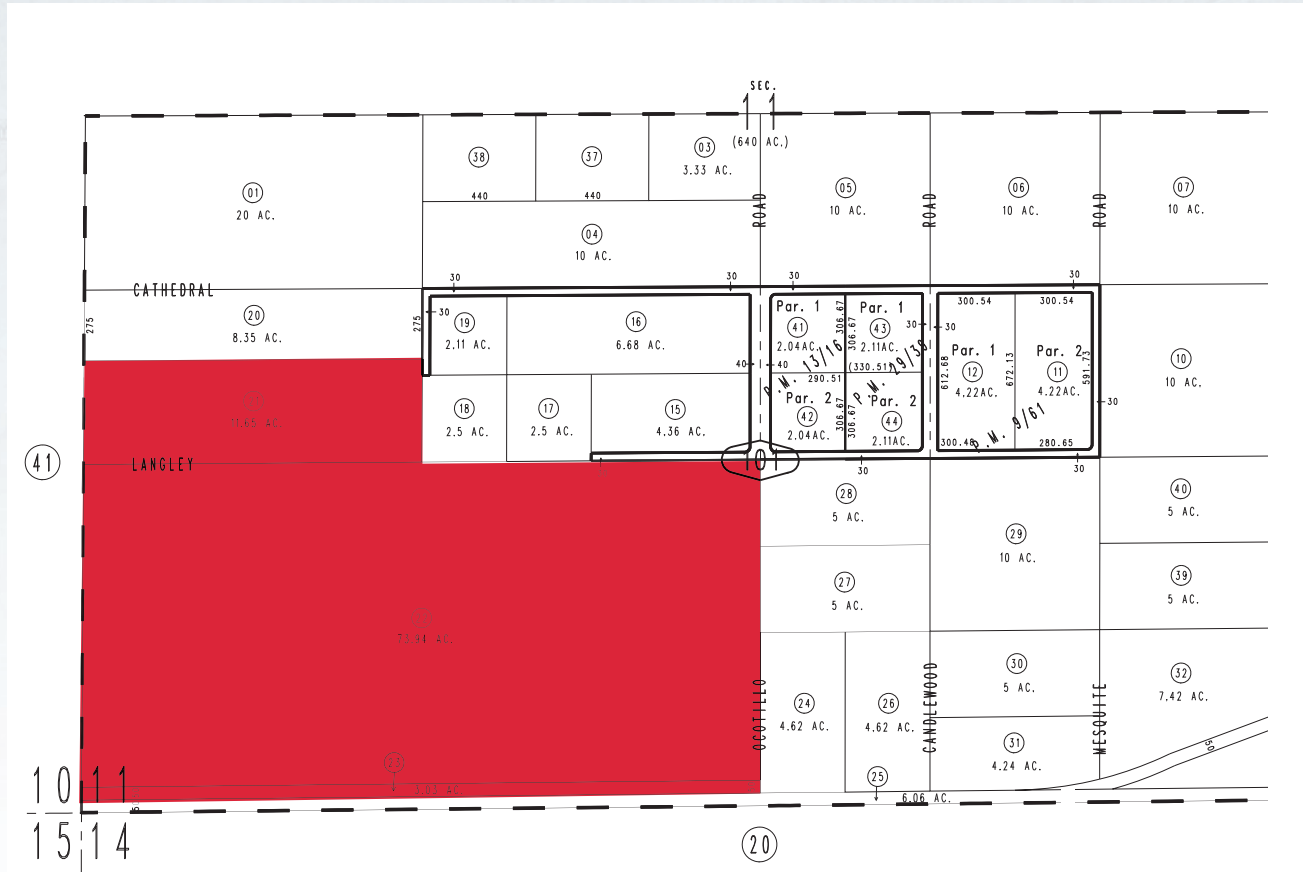 SEC.
11
(640 AC.)
38
37
03
3.33 AC.
440
440
01
20 AC.
04
10 AC.
ROAD
05
10 AC.
ROAD
06
10 AC.
ROAD
07
10 AC.
CATHEDRAL
30
30
30
30
275
20
8.35 AC.
275
30
19
2.11 AC.
16
6.68 AC.
40
40
Par. 1
41
2.04AC.
306.67
306.67
Par. 1
43
2.11AC.
30
30
300.54
300.54
Par. 1
12
4.22AC.
612.68
672.13
Par. 2
11
4.22AC.
591.73
10
10 AC.
P.M. 13/16
290.51
(330.51)
P.M. 29/38
P.M. 9/61
18
2.5 AC.
17
2.5 AC.
15
4.36 AC.
Par. 2
42
2.04AC.
306.67
306.67
Par. 2
44
2.11AC.
300.48
280.65
30
30
30
41
LANGLEY
101
28
5 AC.
29
10 AC.
40
5 AC.
27
5 AC.
39
5 AC.
OCOTILLO
24
4.62 AC.
26
4.62 AC.
CANDLEWOOD
30
5 AC.
31
4.24 AC.
MESQUITE
32
7.42 AC.
50
25
6.06 AC.
10 11
15 14
20